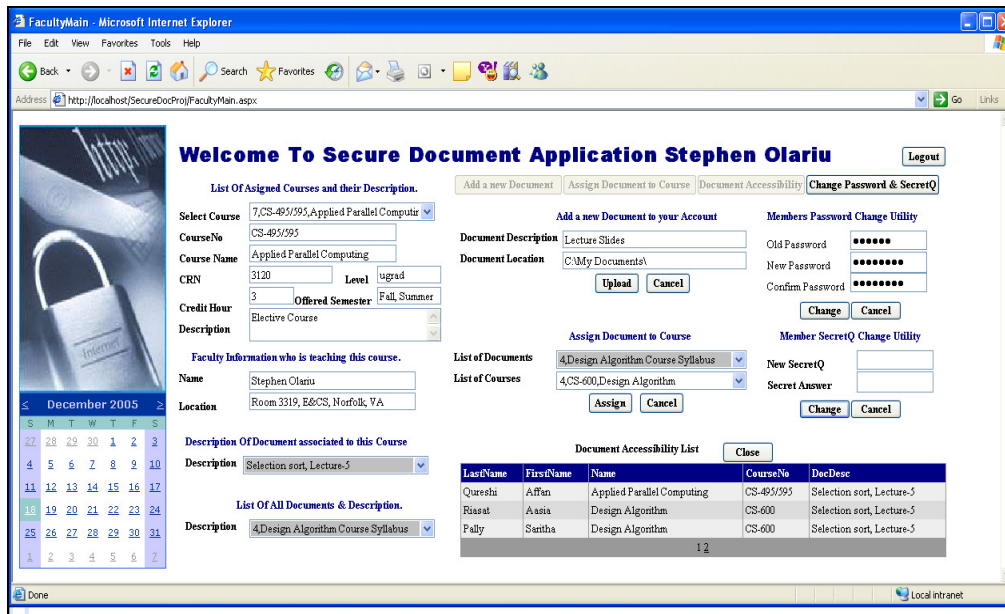 FacultyMain - Microsoft Internet Explorer
File Edit View Favorites Tools Help
Back Search Favorites
Address http://localhost/SecureDocProj/FacultyMain.aspx Go Links
http:
Internet
Welcome To Secure Document Application Stephen Olariu
Logout
List Of Asigned Courses and their Description.
Select Course 7,CS-495/595,Applied Parallel Computir
CourseNo CS-495/595
Course Name Applied Parallel Computing
CRN 3120 Level ugrad
Credit Hour 3 Offered Semester Fall, Summer
Description Elective Course
Faculty Information who is teaching this course.
Name Stephen Olariu
Location Room 3319, E&CS, Norfolk, VA
Description Of Document associated to this Course
Description Selection sort, Lecture-5
List Of All Documents & Description.
Description 4,Design Algorithm Course Syllabus
Add a new Document Assign Document to Course Document Accessibility Change Password & SecretQ
Add a new Document to your Account
Document Description Lecture Slides
Document Location C:\My Documents\
Upload Cancel
Assign Document to Course
List of Documents 4,Design Algorithm Course Syllabus
List of Courses 4,CS-600,Design Algorithm
Assign Cancel
Members Password Change Utility
Old Password ••••••
New Password ••••••••
Confirm Password ••••••••
Change Cancel
Member SecretQ Change Utility
New SecretQ
Secret Answer
Change Cancel
Document Accessibility List Close
LastName FirstName Name CourseNo DocDesc
Qureshi Affan Applied Parallel Computing CS-495/595 Selection sort, Lecture-5
Riasat Aasia Design Algorithm CS-600 Selection sort, Lecture-5
Pally Saritha Design Algorithm CS-600 Selection sort, Lecture-5
1 2
< December 2005 >
S M T W T F S
27 28 29 30 1 2 3
4 5 6 7 8 9 10
11 12 13 14 15 16 17
18 19 20 21 22 23 24
25 26 27 28 29 30 31
1 2 3 4 5 6 7
Done Local intranet